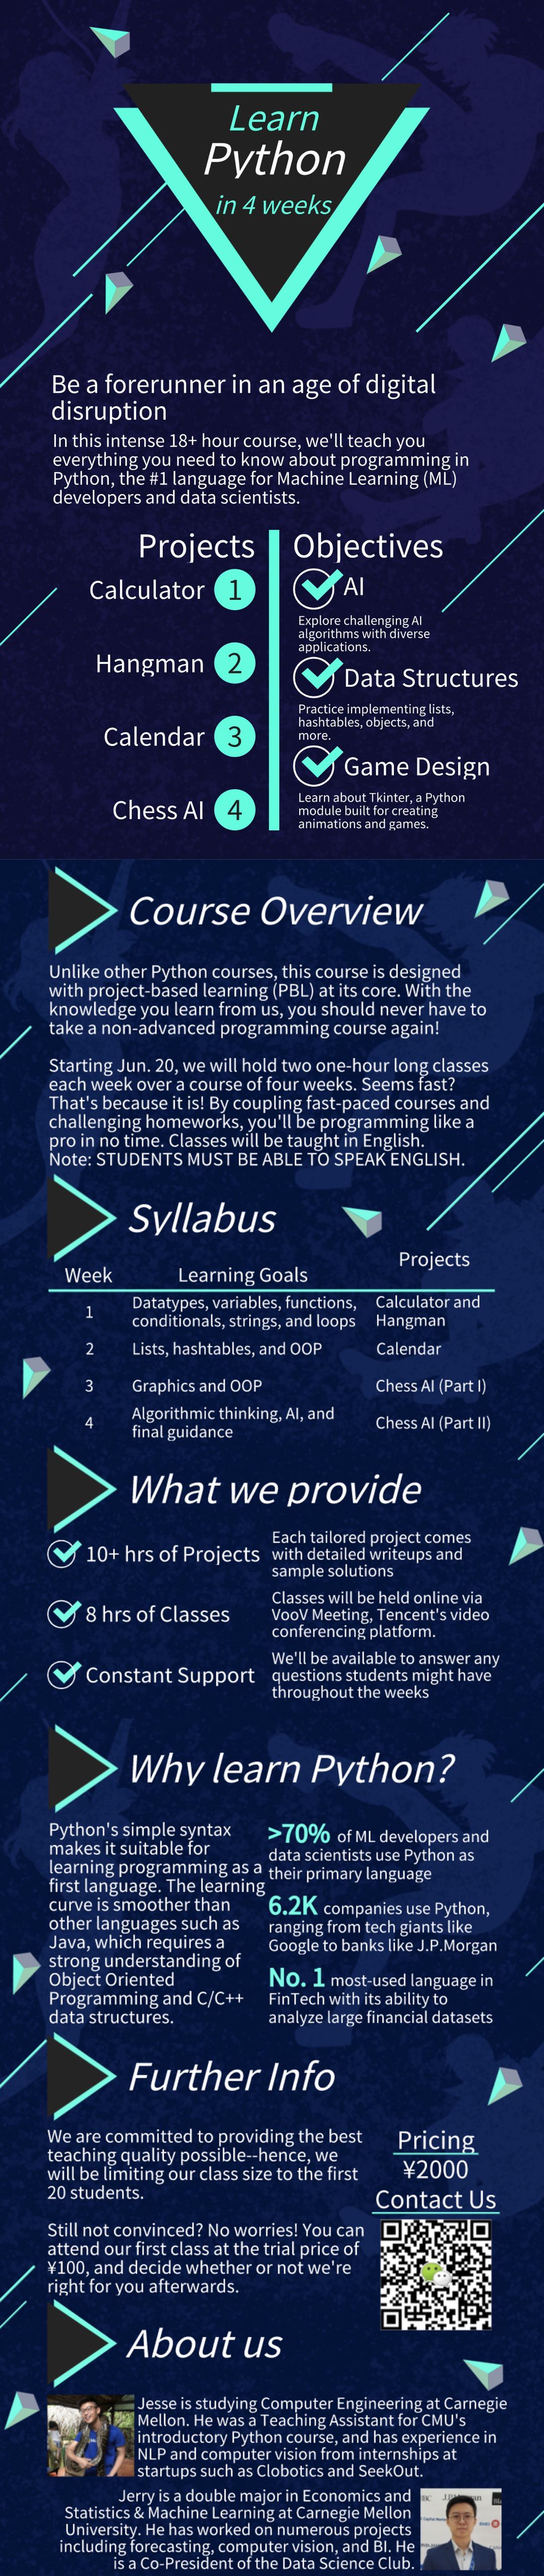 Learn
Python
in 4 weeks
Be a forerunner in an age of digital
disruption
In this intense 18+ hour course, we'll teach you
everything you need to know about programming in
Python, the #1 language for Machine Learning (ML)
developers and data scientists.
Projects
Calculator 1
Hangman 2
Calendar 3
Chess AI 4
Objectives
AI
Explore challenging AI
algorithms with diverse
applications.
Data Structures
Practice implementing lists,
hashtables, objects, and
more.
Game Design
Learn about Tkinter, a Python
module built for creating
animations and games.
Course Overview
Unlike other Python courses, this course is designed
with project-based learning (PBL) at its core. With the
knowledge you learn from us, you should never have to
take a non-advanced programming course again!
Starting Jun. 20, we will hold two one-hour long classes
each week over a course of four weeks. Seems fast?
That's because it is! By coupling fast-paced courses and
challenging homeworks, you'll be programming like a
pro in no time. Classes will be taught in English.
Note: STUDENTS MUST BE ABLE TO SPEAK ENGLISH.
Syllabus
Week Learning Goals Projects
1 Datatypes, variables, functions,
conditionals, strings, and loops
Calculator and
Hangman
2 Lists, hashtables, and OOP Calendar
3 Graphics and OOP Chess AI (Part I)
4 Algorithmic thinking, AI, and
final guidance
Chess AI (Part II)
What we provide
10+ hrs of Projects
Each tailored project comes
with detailed writeups and
sample solutions
8 hrs of Classes
Classes will be held online via
VooV Meeting, Tencent's video
conferencing platform.
Constant Support
We'll be available to answer any
questions students might have
throughout the weeks
Why learn Python?
Python's simple syntax
makes it suitable for
learning programming as a
first language. The learning
curve is smoother than
other languages such as
Java, which requires a
strong understanding of
Object Oriented
Programming and C/C++
data structures.
>70% of ML developers and
data scientists use Python as
their primary language
6.2K companies use Python,
ranging from tech giants like
Google to banks like J.P.Morgan
No. 1 most-used language in
FinTech with its ability to
analyze large financial datasets
Further Info
We are committed to providing the best
teaching quality possible--hence, we
will be limiting our class size to the first
20 students.
Still not convinced? No worries! You can
attend our first class at the trial price of
¥100, and decide whether or not we're
right for you afterwards.
Pricing
¥2000
Contact Us
About us
Jesse is studying Computer Engineering at Carnegie
Mellon. He was a Teaching Assistant for CMU's
introductory Python course, and has experience in
NLP and computer vision from internships at
startups such as Clobotics and SeekOut.
Jerry is a double major in Economics and
Statistics & Machine Learning at Carnegie Mellon
University. He has worked on numerous projects
including forecasting, computer vision, and BI. He
is a Co-President of the Data Science Club.